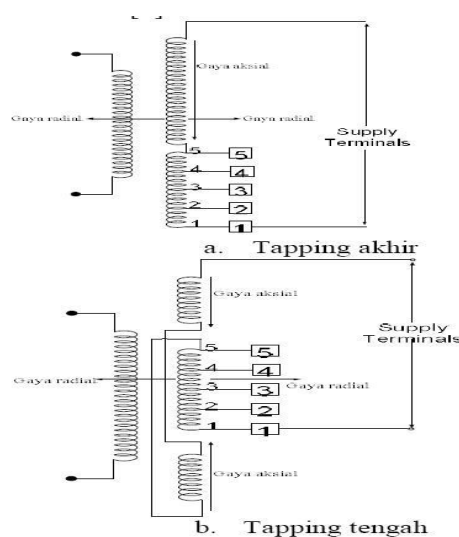 Gaya aksial
Gaya radial
Gaya radial
Supply
Terminals
5 5
4 4
3 3
2 2
1 1
a. Tapping akhir
Gaya aksial
Supply
Terminals
5 5
4 4
Gaya radial
Gaya radial
3 3
2 2
1 1
Gaya aksial
b. Tapping tengah